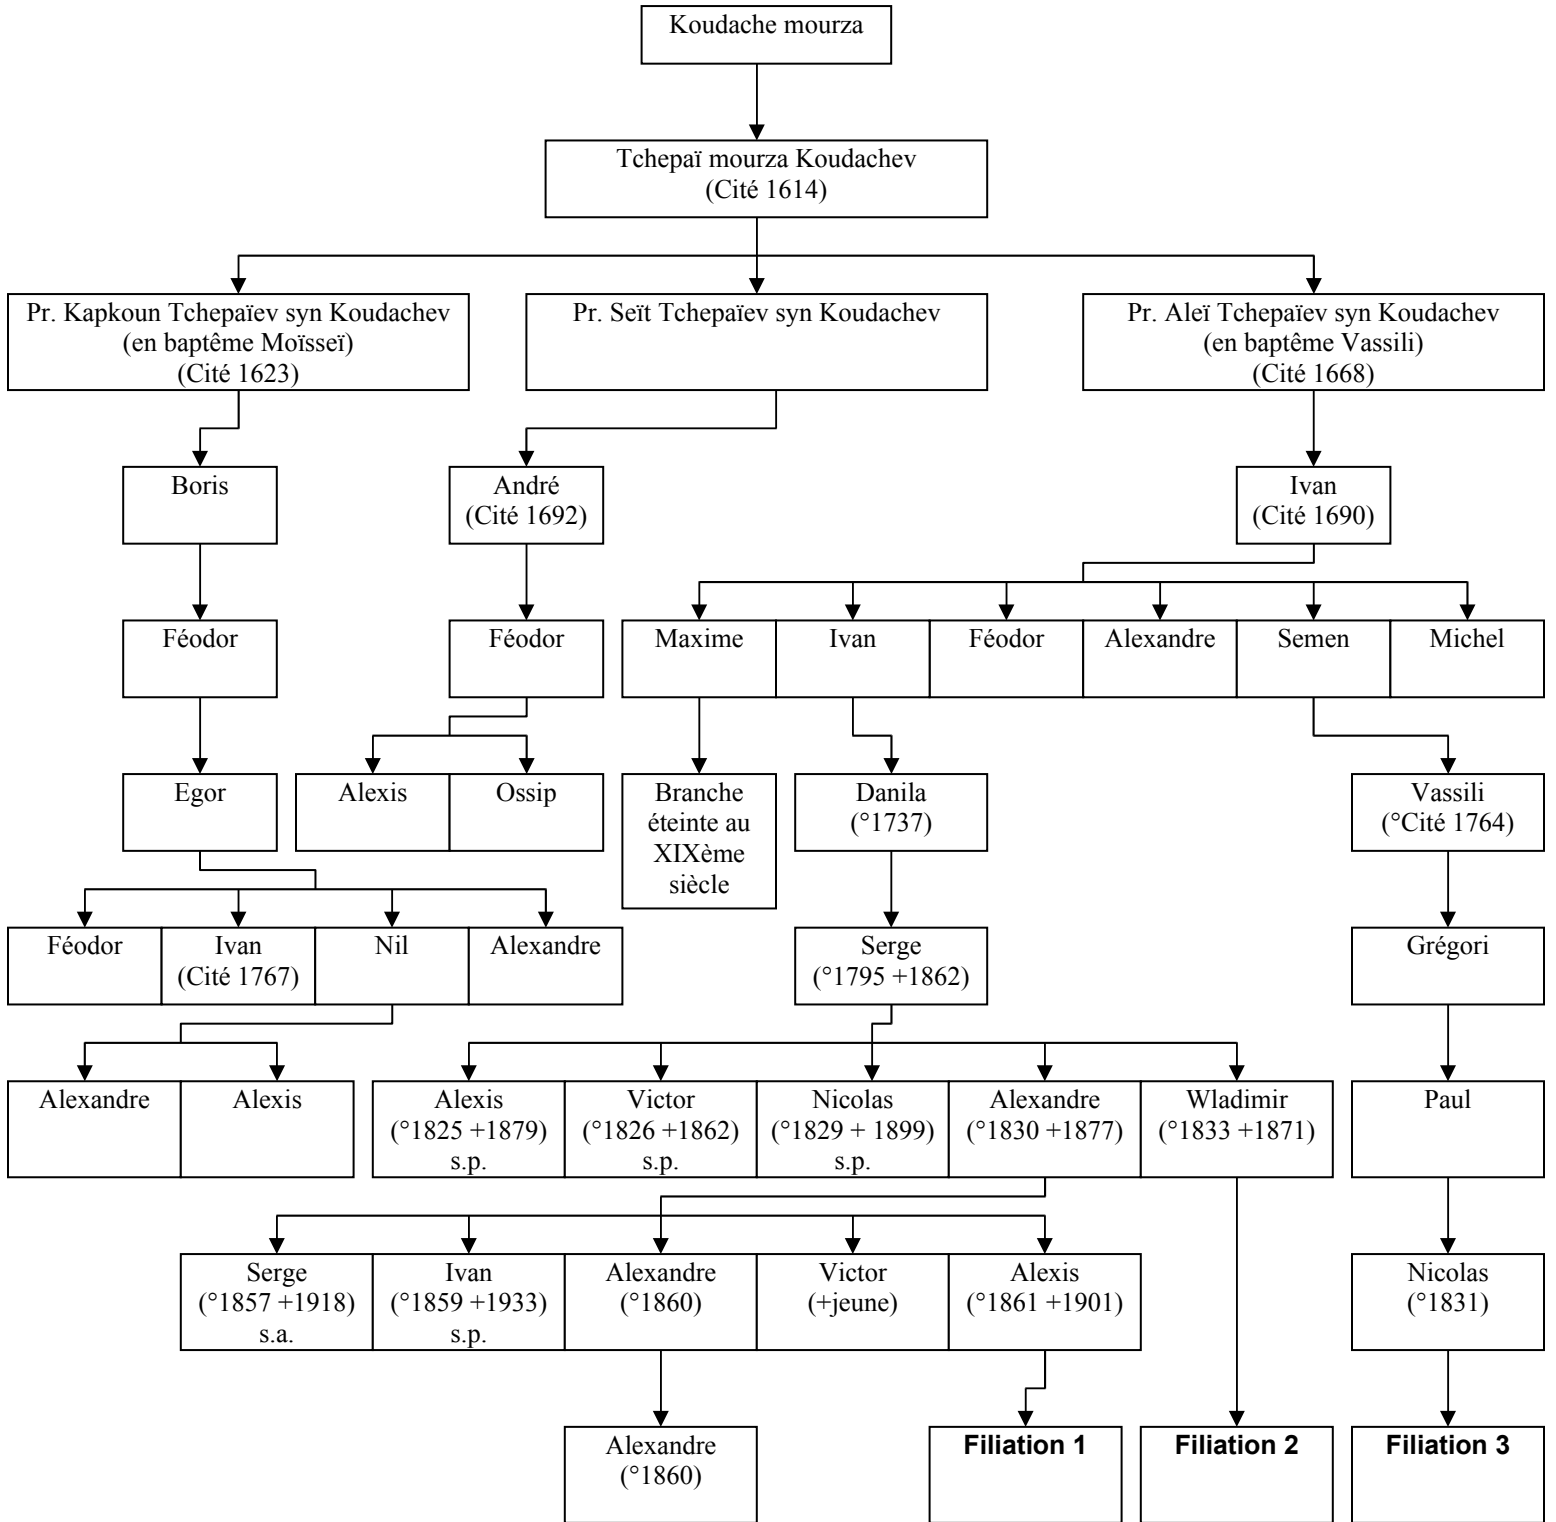 Koudache mourza
Tchepaï mourza Koudachev
(Cité 1614)
Pr. Kapkoun Tchepaïev syn Koudachev
(en baptême Moïsseï)
(Cité 1623)
Pr. Seït Tchepaïev syn Koudachev
Pr. Aleï Tchepaïev syn Koudachev
(en baptême Vassili)
(Cité 1668)
Boris
André
(Cité 1692)
Ivan
(Cité 1690)
Féodor
Féodor
Maxime
Ivan
Féodor
Alexandre
Semen
Michel
Egor
Alexis
Ossip
Branche
éteinte au
XIXème
siècle
Danila
(°1737)
Vassili
(°Cité 1764)
Féodor
Ivan
(Cité 1767)
Nil
Alexandre
Serge
(°1795 +1862)
Grégori
Alexandre
Alexis
Alexis
(°1825 +1879)
s.p.
Victor
(°1826 +1862)
s.p.
Nicolas
(°1829 + 1899)
s.p.
Alexandre
(°1830 +1877)
Wladimir
(°1833 +1871)
Paul
Serge
(°1857 +1918)
s.a.
Ivan
(°1859 +1933)
s.p.
Alexandre
(°1860)
Victor
(+jeune)
Alexis
(°1861 +1901)
Nicolas
(°1831)
Alexandre
(°1860)
Filiation 1
Filiation 2
Filiation 3